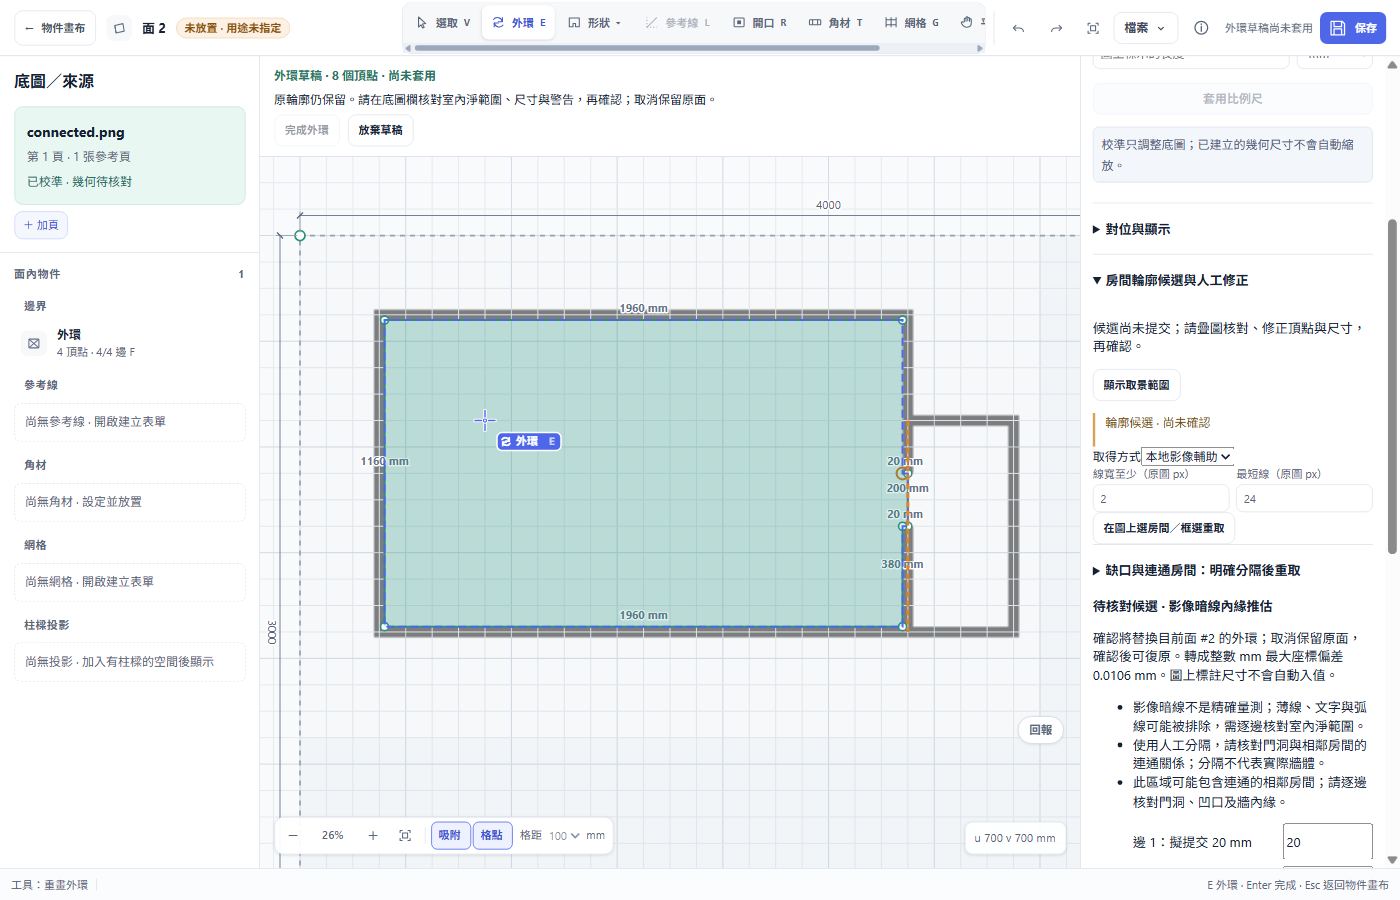 ← 物件畫布
面 2
未放置 · 用途未指定
選取 V
外環 E
形狀
參考線 L
開口 R
角材 T
網格 G
檔案
外環草稿尚未套用
保存
底圖／來源
connected.png
第 1 頁 · 1 張參考頁
已校準 · 幾何待核對
＋ 加頁
面內物件 1
邊界
外環
4 頂點 · 4/4 邊 F
參考線
尚無參考線 · 開啟建立表單
角材
尚無角材 · 設定並放置
網格
尚無網格 · 開啟建立表單
柱樑投影
尚無投影 · 加入有柱樑的空間後顯示
外環草稿 · 8 個頂點 · 尚未套用
原輪廓仍保留。請在底圖欄核對室內淨範圍、尺寸與警告，再確認；取消保留原面。
完成外環
放棄草稿
4000
1960 mm
1160 mm
外環 E
20 mm
200 mm
20 mm
380 mm
1960 mm
3000
回報
− 26% ＋
吸附
格點
格距 100 mm
u 700 v 700 mm
套用比例尺
校準只調整底圖；已建立的幾何尺寸不會自動縮
放。
▶ 對位與顯示
▼ 房間輪廓候選與人工修正
候選尚未提交；請疊圖核對、修正頂點與尺寸，
再確認。
顯示取景範圍
輪廓候選 · 尚未確認
取得方式 本地影像輔助
線寬至少（原圖 px） 最短線（原圖 px）
2 24
在圖上選房間／框選重取
▶ 缺口與連通房間：明確分隔後重取
待核對候選 · 影像暗線內緣推估
確認將替換目前面 #2 的外環；取消保留原面，
確認後可復原。轉成整數 mm 最大座標偏差
0.0106 mm。圖上標註尺寸不會自動入值。
• 影像暗線不是精確量測；薄線、文字與弧
線可能被排除，需逐邊核對室內淨範圍。
• 使用人工分隔，請核對門洞與相鄰房間的
連通關係；分隔不代表實際牆體。
• 此區域可能包含連通的相鄰房間；請逐邊
核對門洞、凹口及牆內緣。
邊 1：擬提交 20 mm 20
工具：重畫外環
E 外環 · Enter 完成 · Esc 返回物件畫布